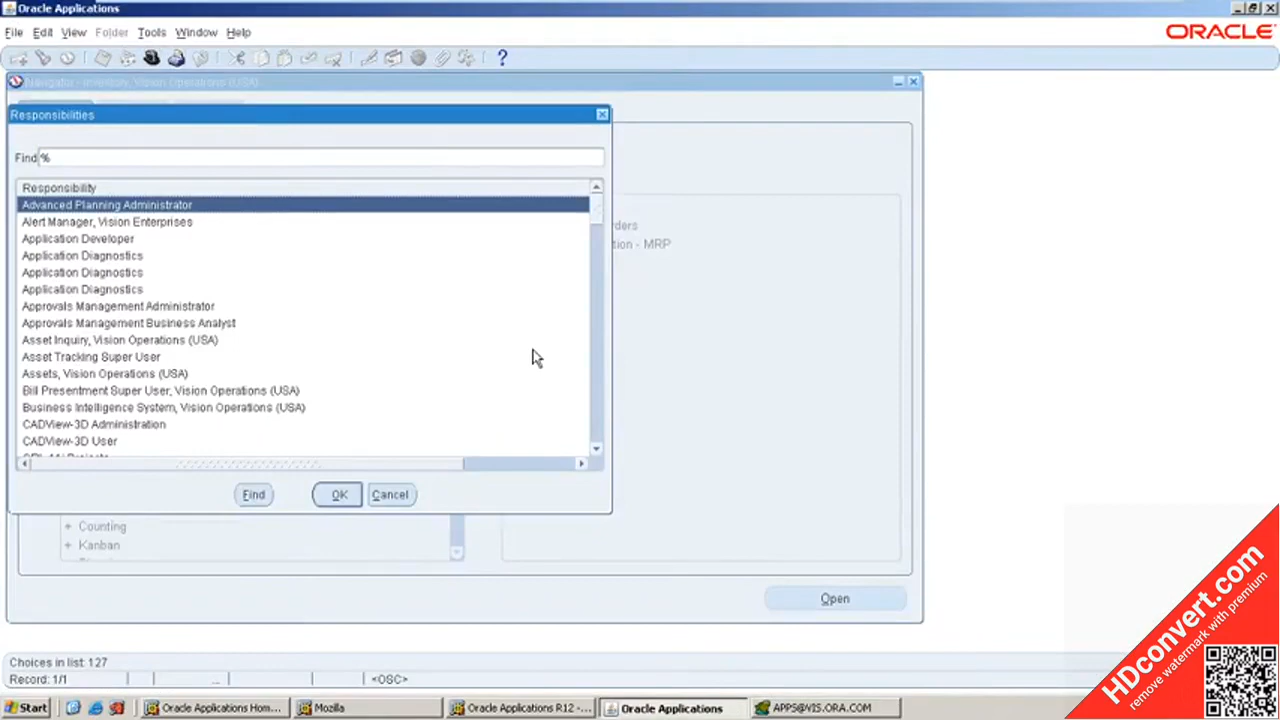 Oracle Applications
File Edit View Folder Tools Window Help
ORACLE
Navigator - Inventory, Vision Operations (USA)
Responsibilities
Find %
Responsibility
Advanced Planning Administrator
Alert Manager, Vision Enterprises
Application Developer
rders
Application Diagnostics
tion - MRP
Application Diagnostics
Application Diagnostics
Approvals Management Administrator
Approvals Management Business Analyst
Asset Inquiry, Vision Operations (USA)
Asset Tracking Super User
Assets, Vision Operations (USA)
Bill Presentment Super User, Vision Operations (USA)
Business Intelligence System, Vision Operations (USA)
CADView-3D Administration
CADView-3D User
Find OK Cancel
+ Counting
+ Kanban
Open
Choices in list: 127
Record: 1/1 ... <OSC>
Start Oracle Applications Hom... Mozilla Oracle Applications R12 -... Oracle Applications APPS@VIS.ORA.COM
HDconvert.com
remove watermark with premium